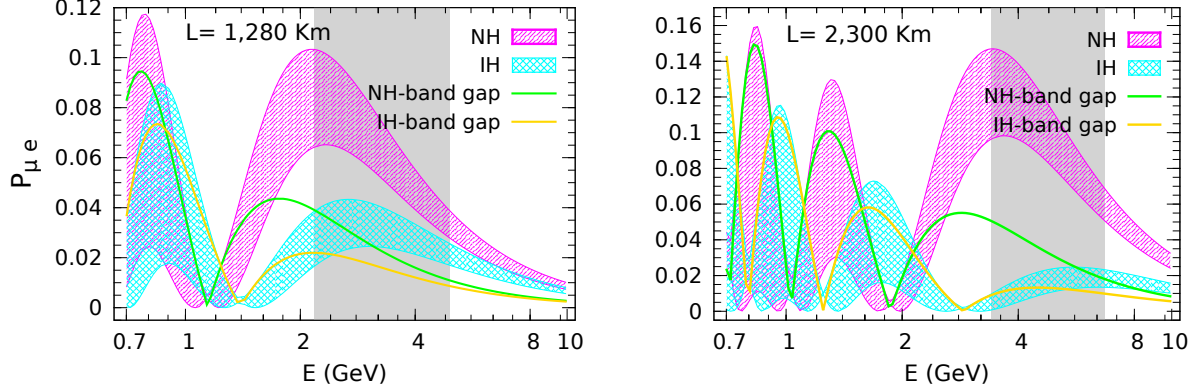 L= 1,280 Km
NH
IH
NH-band gap
IH-band gap
P μ e
0.12
0.1
0.08
0.06
0.04
0.02
0
0.7 1 2 4 8 10
E (GeV)
L= 2,300 Km
NH
IH
NH-band gap
IH-band gap
0.16
0.14
0.12
0.1
0.08
0.06
0.04
0.02
0
0.7 1 2 4 8 10
E (GeV)